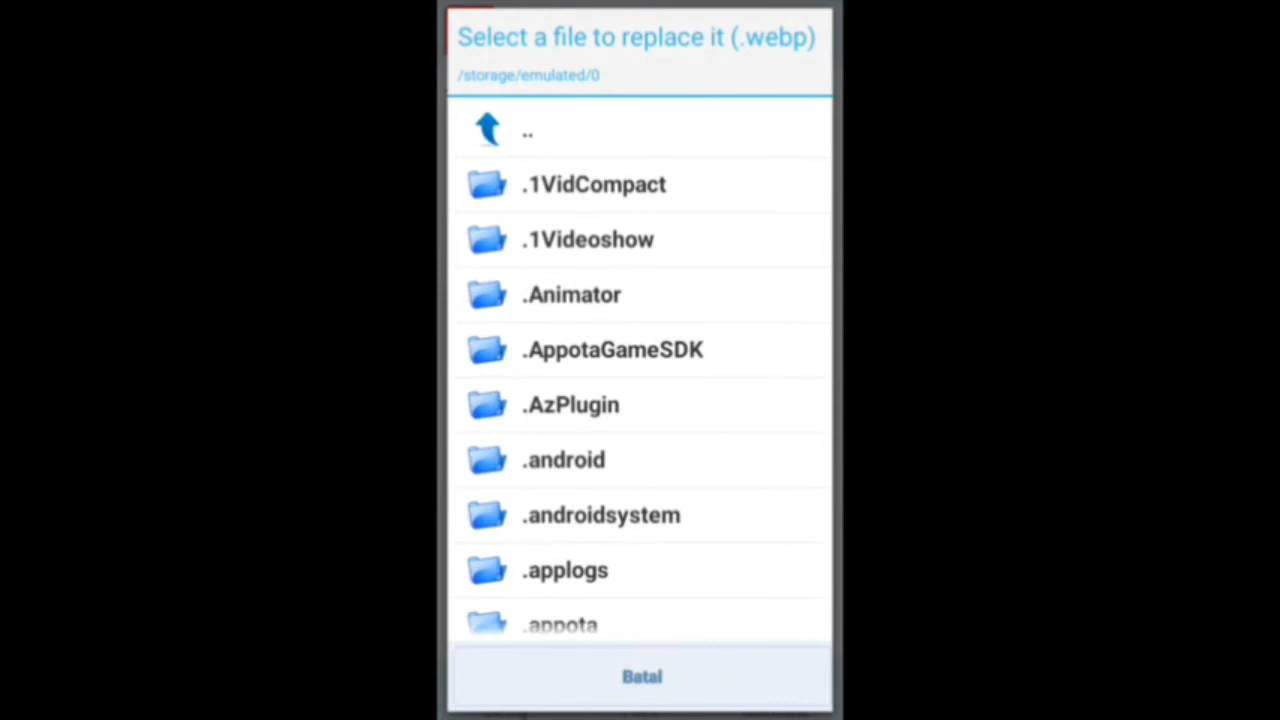 Select a file to replace it (.webp)
/storage/emulated/0
..
.1VidCompact
.1Videoshow
.Animator
.AppotaGameSDK
.AzPlugin
.android
.androidsystem
.applogs
.appota
Batal